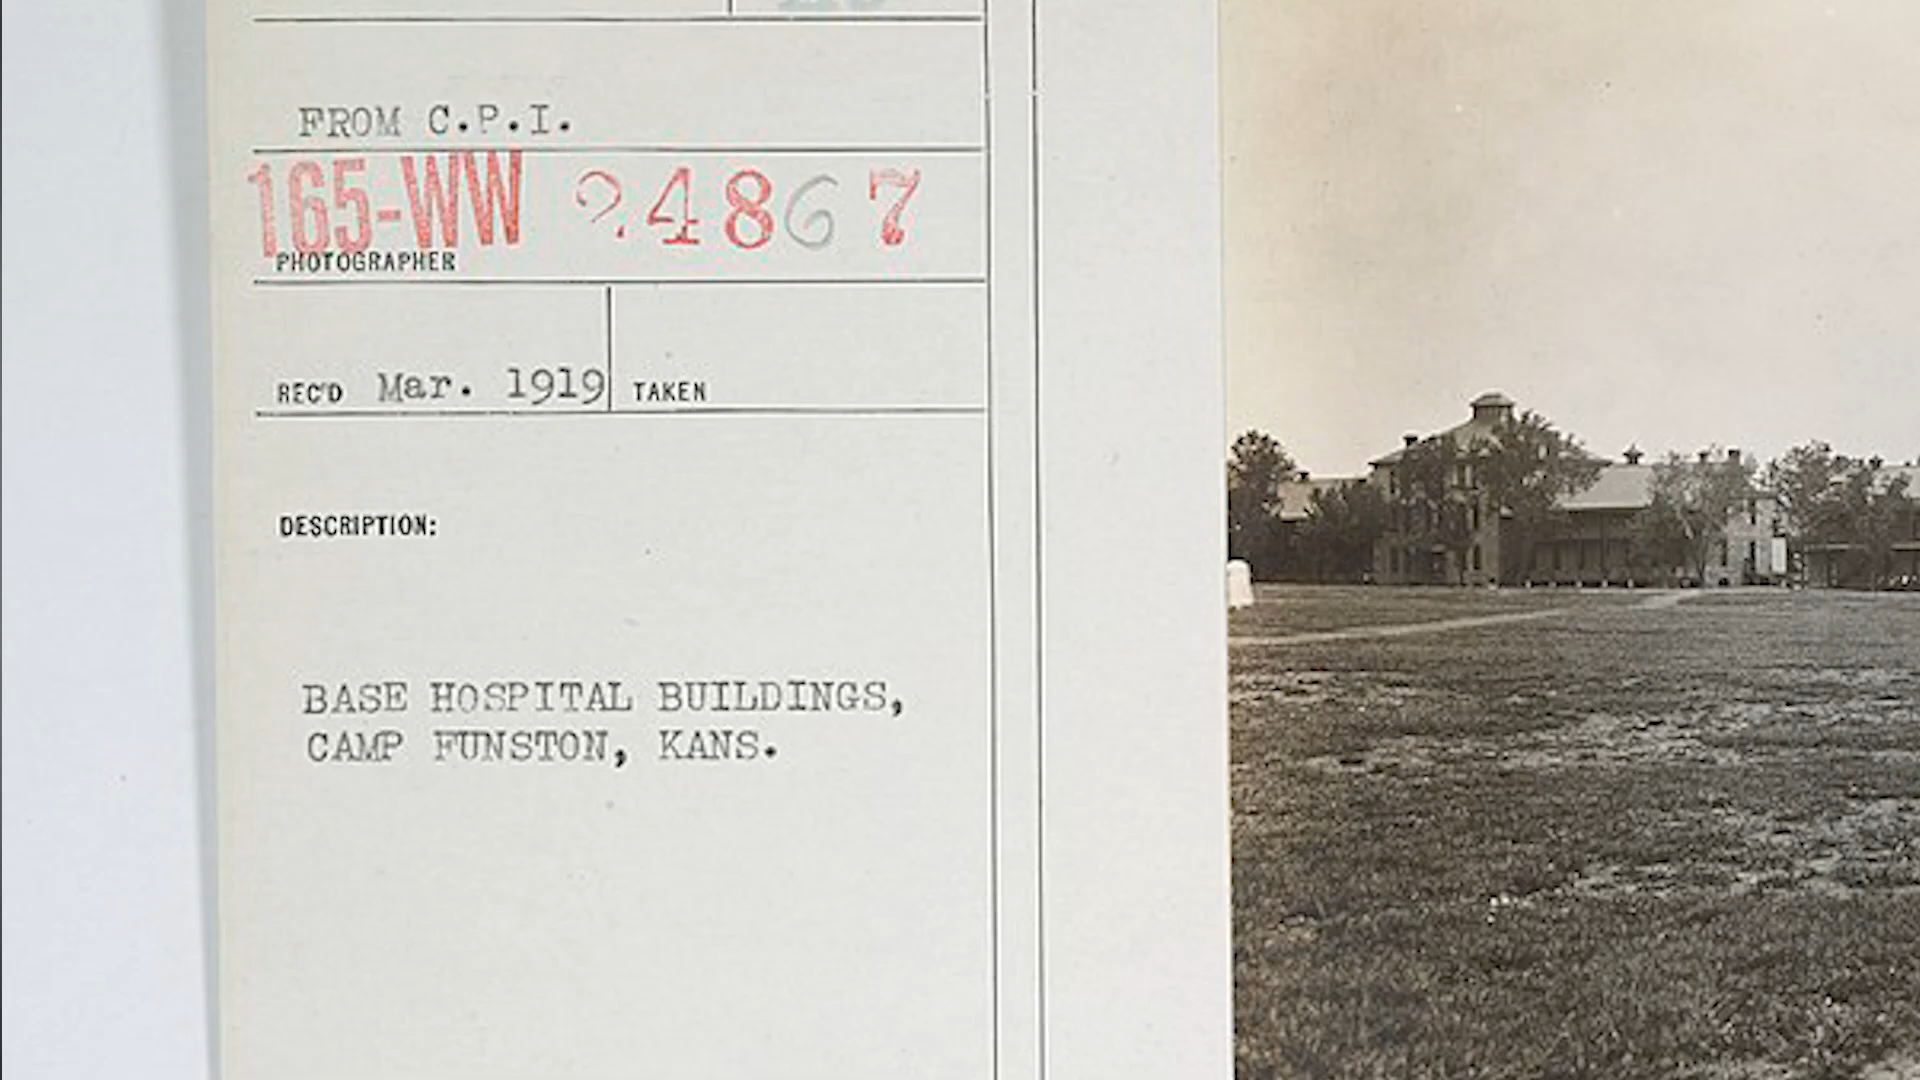 FROM C.P.I.
165-WW 24867
PHOTOGRAPHER
REC'D Mar. 1919 TAKEN
DESCRIPTION:
BASE HOSPITAL BUILDINGS,
CAMP FUNSTON, KANS.